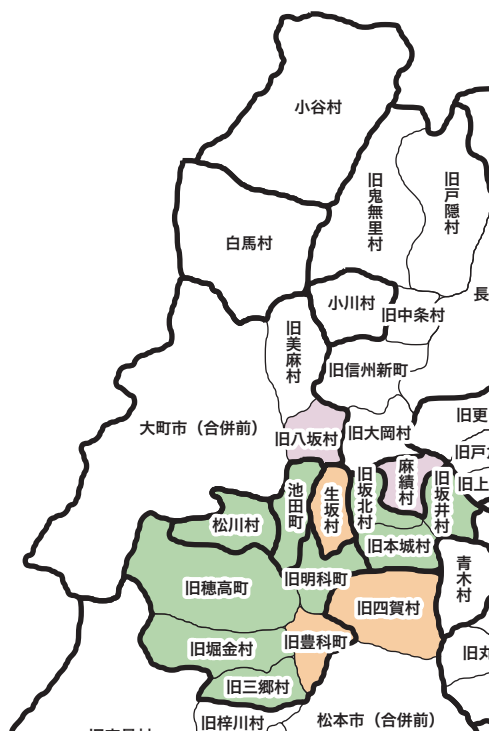 小谷村
旧鬼無里村
旧戸隠村
白馬村
長
小川村
旧中条村
旧美麻村
旧信州新町
旧更
大町市（合併前）
旧八坂村
旧大岡村
旧上
麻績村
旧坂北村
旧坂井村
池田町
生坂村
松川村
旧本城村
青木村
旧明科町
旧穂高町
旧四賀村
旧豊科町
旧堀金村
旧丸
旧三郷村
旧梓川村
松本市（合併前）